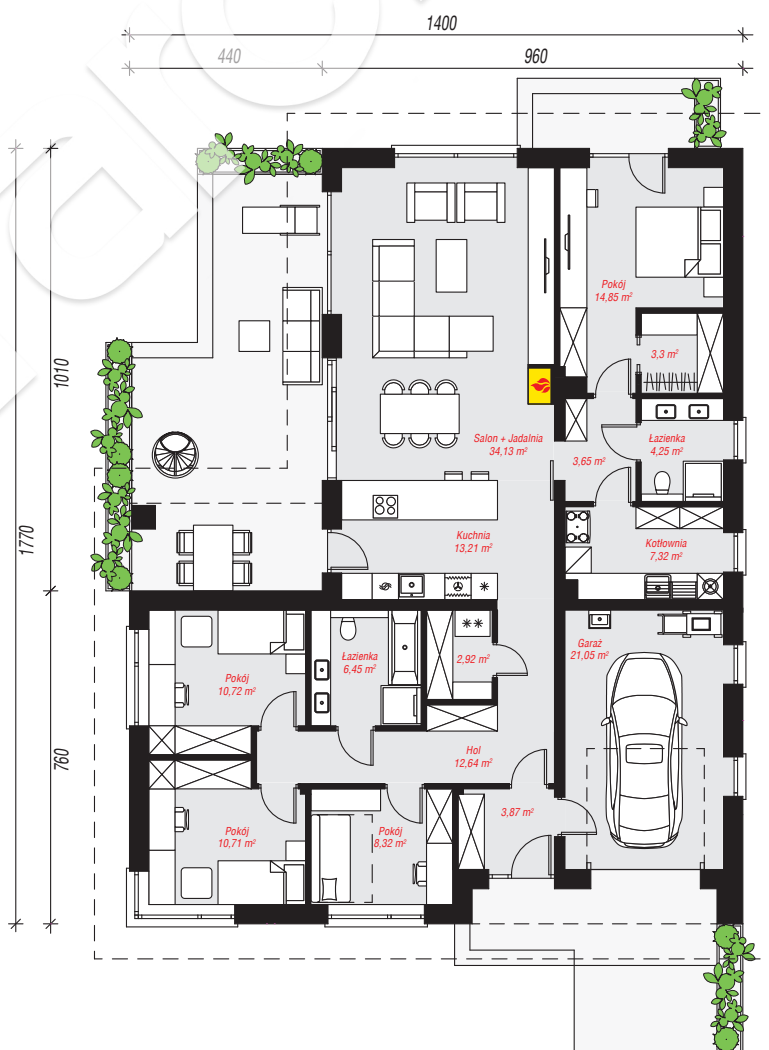 1400
440
960
1010
1770
760
Pokój
14,85 m²
3,3 m²
Salon + Jadalnia
34,13 m²
3,65 m²
Łazienka
4,25 m²
Kuchnia
13,21 m²
Kotłownia
7,32 m²
Pokój
10,72 m²
Łazienka
6,45 m²
2,92 m²
Garaż
21,05 m²
Hol
12,64 m²
Pokój
10,71 m²
Pokój
8,32 m²
3,87 m²